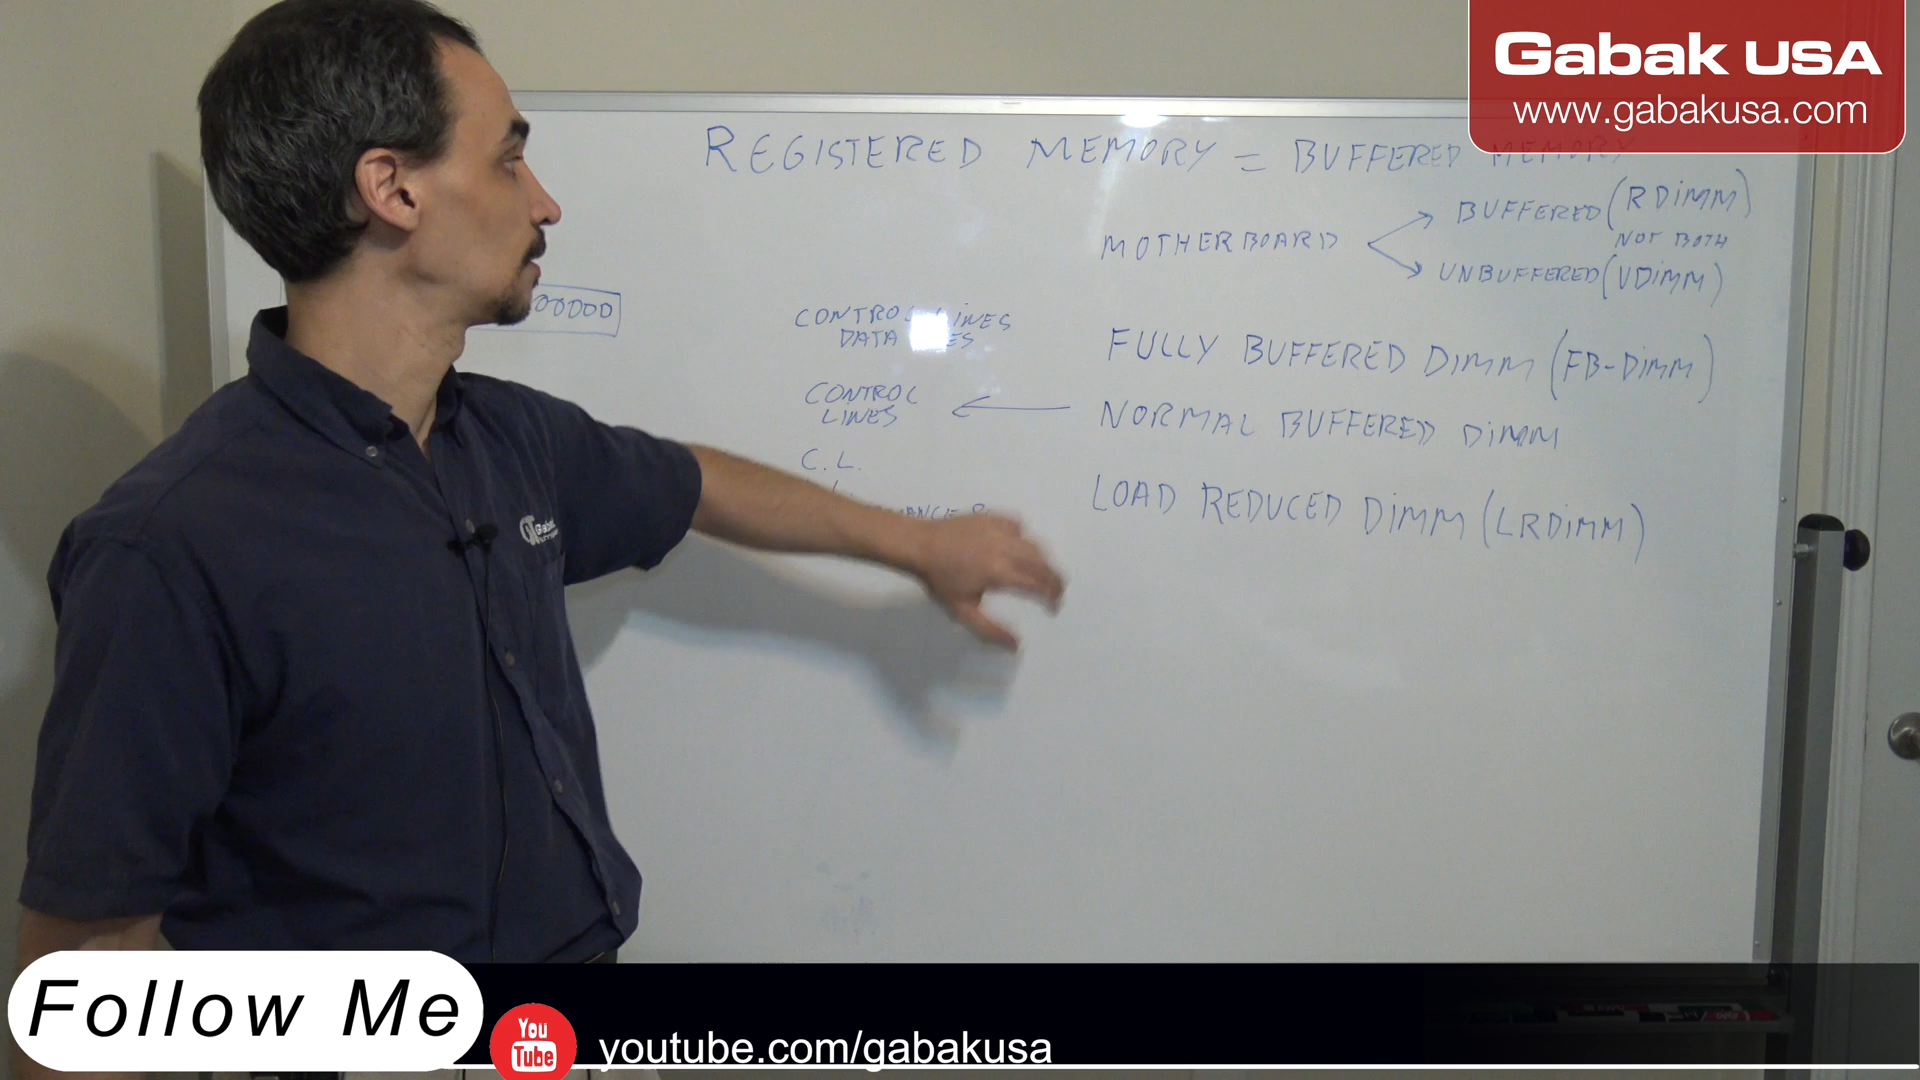 Gabak USA
www.gabakusa.com
REGISTERED MEMORY = BUFFERED MEMORY
MOTHERBOARD
BUFFERED (RDIMM)
NOT BOTH
UNBUFFERED (UDIMM)
00000
CONTROL LINES
DATA
FULLY BUFFERED DIMM (FB-DIMM)
CONTROL
LINES
NORMAL BUFFERED DIMM
C.L.
LOAD REDUCED DIMM (LRDIMM)
Gabak
Follow Me
You
Tube
youtube.com/gabakusa